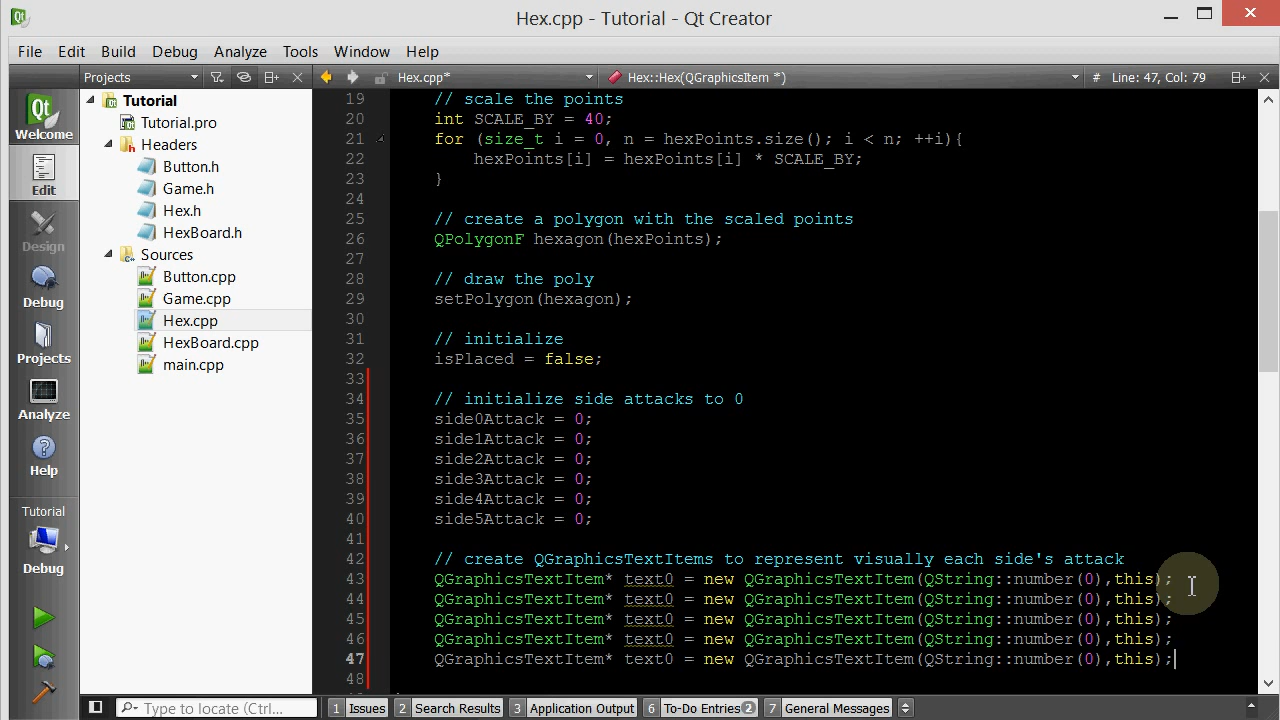 Hex.cpp - Tutorial - Qt Creator
File Edit Build Debug Analyze Tools Window Help
Projects Hex.cpp* Hex::Hex(QGraphicsItem *) # Line: 47, Col: 79
Qt
Welcome
Edit
Design
Debug
Projects
Analyze
Help
Tutorial
Debug
Tutorial
Tutorial.pro
Headers
Button.h
Game.h
Hex.h
HexBoard.h
Sources
Button.cpp
Game.cpp
Hex.cpp
HexBoard.cpp
main.cpp
19 // scale the points
20 int SCALE_BY = 40;
21 for (size_t i = 0, n = hexPoints.size(); i < n; ++i){
22 hexPoints[i] = hexPoints[i] * SCALE_BY;
23 }
24
25 // create a polygon with the scaled points
26 QPolygonF hexagon(hexPoints);
27
28 // draw the poly
29 setPolygon(hexagon);
30
31 // initialize
32 isPlaced = false;
33
34 // initialize side attacks to 0
35 side0Attack = 0;
36 side1Attack = 0;
37 side2Attack = 0;
38 side3Attack = 0;
39 side4Attack = 0;
40 side5Attack = 0;
41
42 // create QGraphicsTextItems to represent visually each side's attack
43 QGraphicsTextItem* text0 = new QGraphicsTextItem(QString::number(0),this);
44 QGraphicsTextItem* text0 = new QGraphicsTextItem(QString::number(0),this);
45 QGraphicsTextItem* text0 = new QGraphicsTextItem(QString::number(0),this);
46 QGraphicsTextItem* text0 = new QGraphicsTextItem(QString::number(0),this);
47 QGraphicsTextItem* text0 = new QGraphicsTextItem(QString::number(0),this);
48
Type to locate (Ctrl... 1 Issues 2 Search Results 3 Application Output 6 To-Do Entries 2 7 General Messages